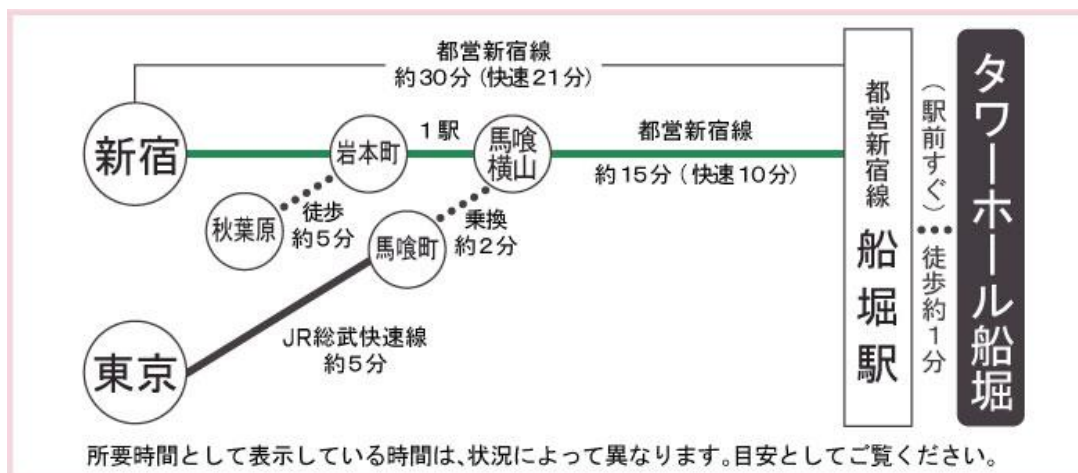 都営新宿線
約30分（快速21分）
新宿
岩本町
1駅
馬喰
横山
都営新宿線
約15分（快速10分）
秋葉原
徒歩
約5分
馬喰町
乗換
約2分
東京
JR総武快速線
約5分
都営新宿線
船堀駅
（駅前すぐ）
徒歩約1分
タワーホール船堀
所要時間として表示している時間は、状況によって異なります。目安としてご覧ください。